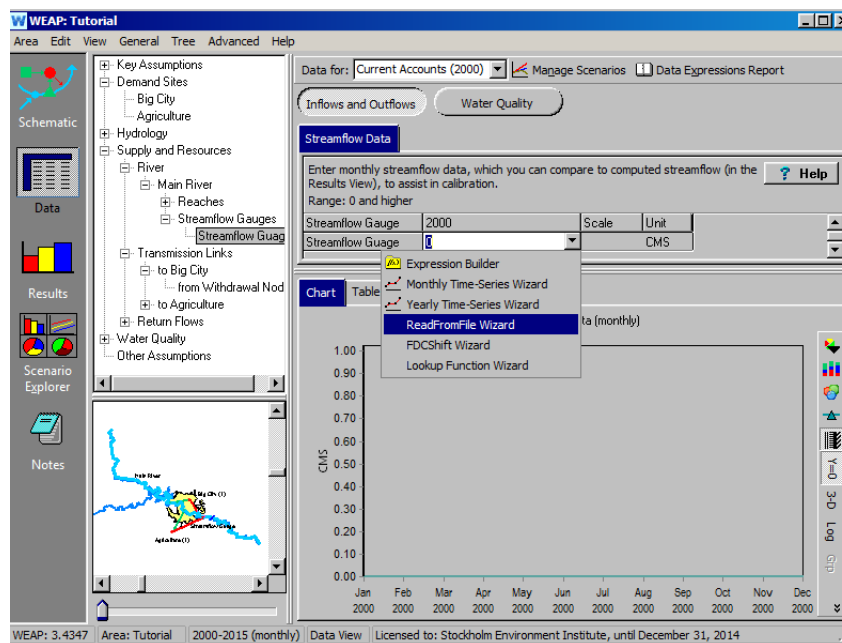 WEAP: Tutorial
Area Edit View General Tree Advanced Help
Schematic
Data
Results
Scenario
Explorer
Notes
Key Assumptions
Demand Sites
Big City
Agriculture
Hydrology
Supply and Resources
River
Main River
Reaches
Streamflow Gauges
Streamflow Guag
Transmission Links
to Big City
from Withdrawal Nod
to Agriculture
Return Flows
Water Quality
Other Assumptions
Main River
Big City (1)
Streamflow Gauge
Agriculture (1)
Data for: Current Accounts (2000) Manage Scenarios Data Expressions Report
Inflows and Outflows Water Quality
Streamflow Data
Enter monthly streamflow data, which you can compare to computed streamflow (in the
Results View), to assist in calibration.
Range: 0 and higher
? Help
Streamflow Gauge 2000 Scale Unit
Streamflow Guage 0 CMS
Expression Builder
Monthly Time-Series Wizard
Yearly Time-Series Wizard
ReadFromFile Wizard
FDCShift Wizard
Lookup Function Wizard
Chart Table
ta (monthly)
1.00
0.90
0.80
0.70
0.60
0.50
0.40
0.30
0.20
0.10
0.00
CMS
Jan Feb Mar Apr May Jun Jul Aug Sep Oct Nov Dec
2000 2000 2000 2000 2000 2000 2000 2000 2000 2000 2000 2000
Y=0
3-D
Log
Grp
WEAP: 3.4347 Area: Tutorial 2000-2015 (monthly) Data View Licensed to: Stockholm Environment Institute, until December 31, 2014